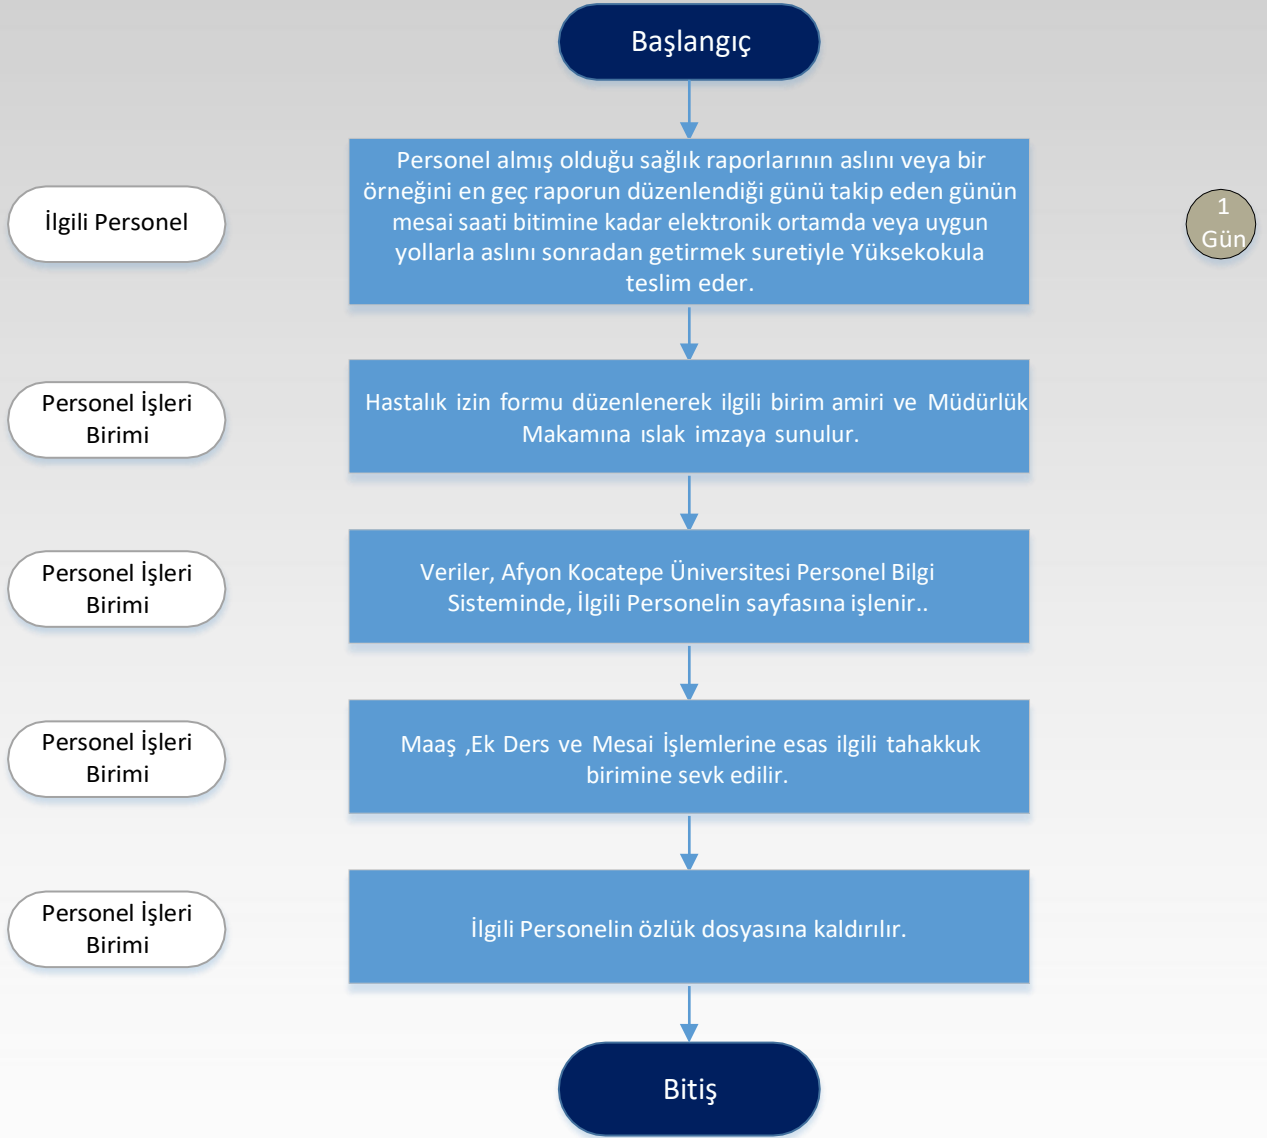 Başlangıç
Personel almış olduğu sağlık raporlarının aslını veya bir
örneğini en geç raporun düzenlendiği günü takip eden günün
mesai saati bitimine kadar elektronik ortamda veya uygun
yollarla aslını sonradan getirmek suretiyle Yüksekokula
teslim eder.
İlgili Personel
1
Gün
Personel İşleri
Birimi
Hastalık izin formu düzenlenerek ilgili birim amiri ve Müdürlük
Makamına ıslak imzaya sunulur.
Personel İşleri
Birimi
Veriler, Afyon Kocatepe Üniversitesi Personel Bilgi
Sisteminde, İlgili Personelin sayfasına işlenir..
Personel İşleri
Birimi
Maaş ,Ek Ders ve Mesai İşlemlerine esas ilgili tahakkuk
birimine sevk edilir.
Personel İşleri
Birimi
İlgili Personelin özlük dosyasına kaldırılır.
Bitiş